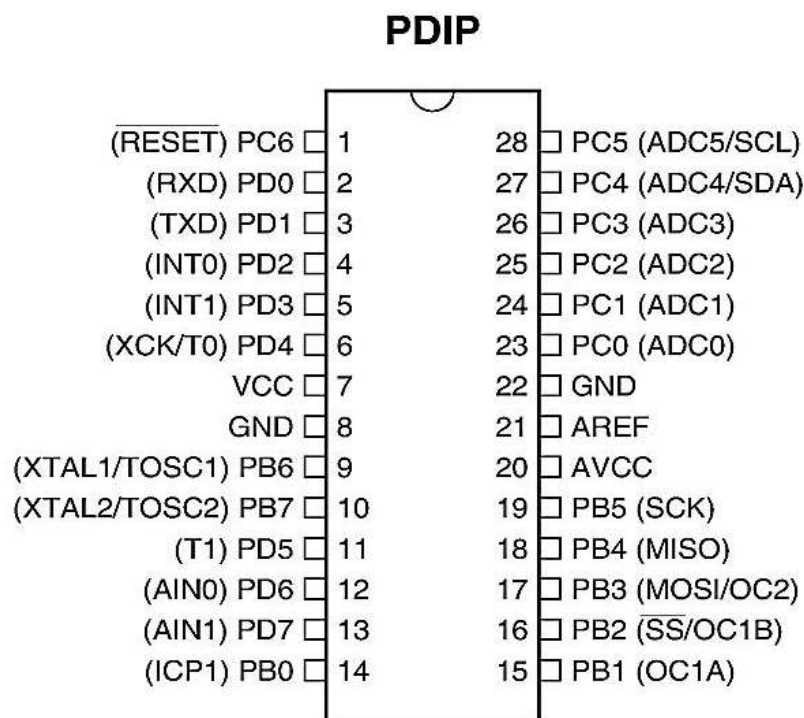 PDIP
(RESET) PC6 1 28 PC5 (ADC5/SCL)
(RXD) PD0 2 27 PC4 (ADC4/SDA)
(TXD) PD1 3 26 PC3 (ADC3)
(INT0) PD2 4 25 PC2 (ADC2)
(INT1) PD3 5 24 PC1 (ADC1)
(XCK/T0) PD4 6 23 PC0 (ADC0)
VCC 7 22 GND
GND 8 21 AREF
(XTAL1/TOSC1) PB6 9 20 AVCC
(XTAL2/TOSC2) PB7 10 19 PB5 (SCK)
(T1) PD5 11 18 PB4 (MISO)
(AIN0) PD6 12 17 PB3 (MOSI/OC2)
(AIN1) PD7 13 16 PB2 (SS/OC1B)
(ICP1) PB0 14 15 PB1 (OC1A)